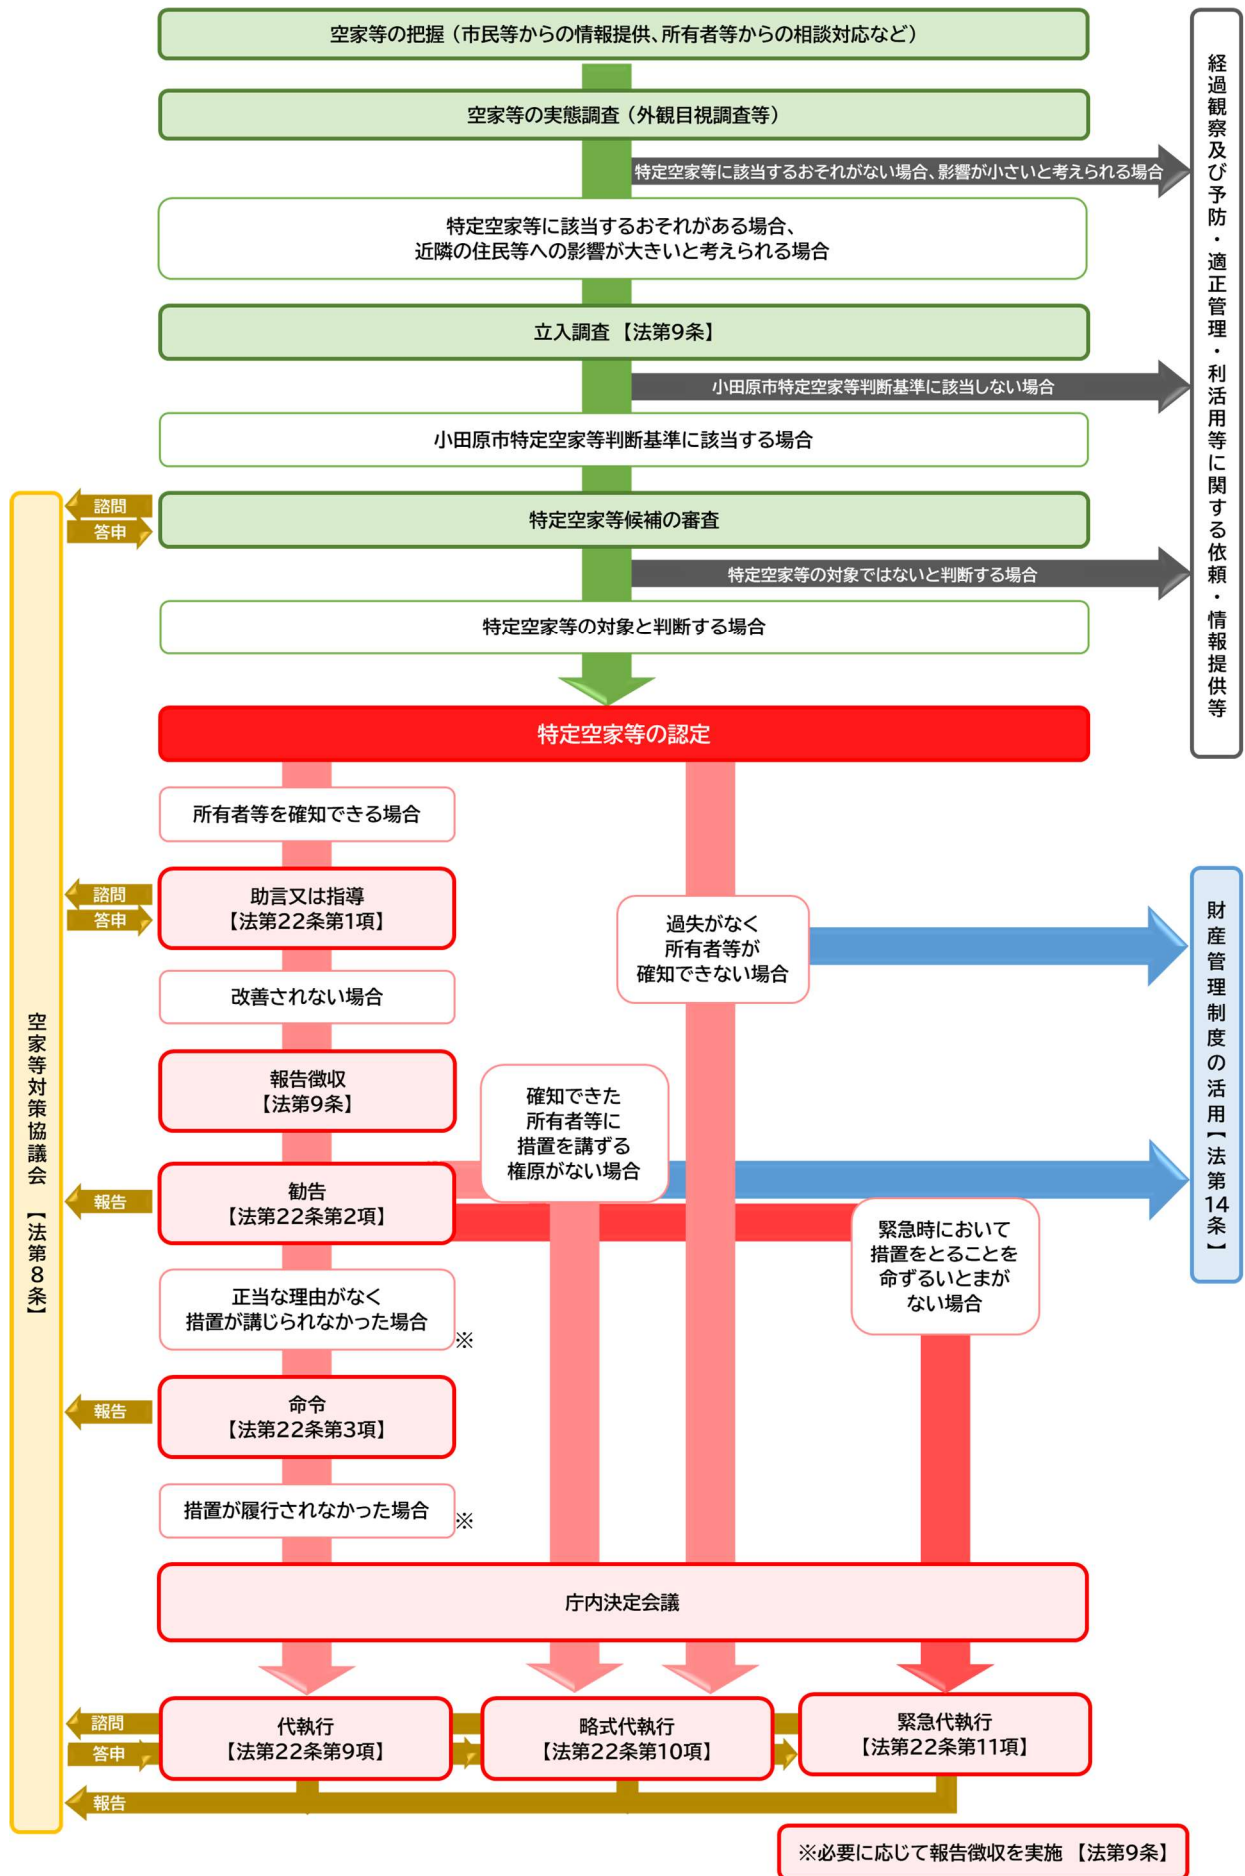 空家等の把握（市民等からの情報提供、所有者等からの相談対応など）
空家等の実態調査（外観目視調査等）
特定空家等に該当するおそれがない場合、影響が小さいと考えられる場合
特定空家等に該当するおそれがある場合、
近隣の住民等への影響が大きいと考えられる場合
立入調査 【法第9条】
小田原市特定空家等判断基準に該当しない場合
小田原市特定空家等判断基準に該当する場合
諮問
答申
特定空家等候補の審査
特定空家等の対象ではないと判断する場合
特定空家等の対象と判断する場合
経過観察及び予防・適正管理・利活用等に関する依頼・情報提供等
特定空家等の認定
所有者等を確知できる場合
諮問
答申
助言又は指導
【法第22条第1項】
過失がなく
所有者等が
確知できない場合
財産管理制度の活用【法第14条】
改善されない場合
空家等対策協議会 【法第8条】
報告徴収
【法第9条】
確知できた
所有者等に
措置を講ずる
権原がない場合
報告
勧告
【法第22条第2項】
緊急時において
措置をとることを
命ずるいとまが
ない場合
正当な理由がなく
措置が講じられなかった場合
※
報告
命令
【法第22条第3項】
措置が履行されなかった場合
※
庁内決定会議
諮問
答申
代執行
【法第22条第9項】
略式代執行
【法第22条第10項】
緊急代執行
【法第22条第11項】
報告
※必要に応じて報告徴収を実施 【法第9条】